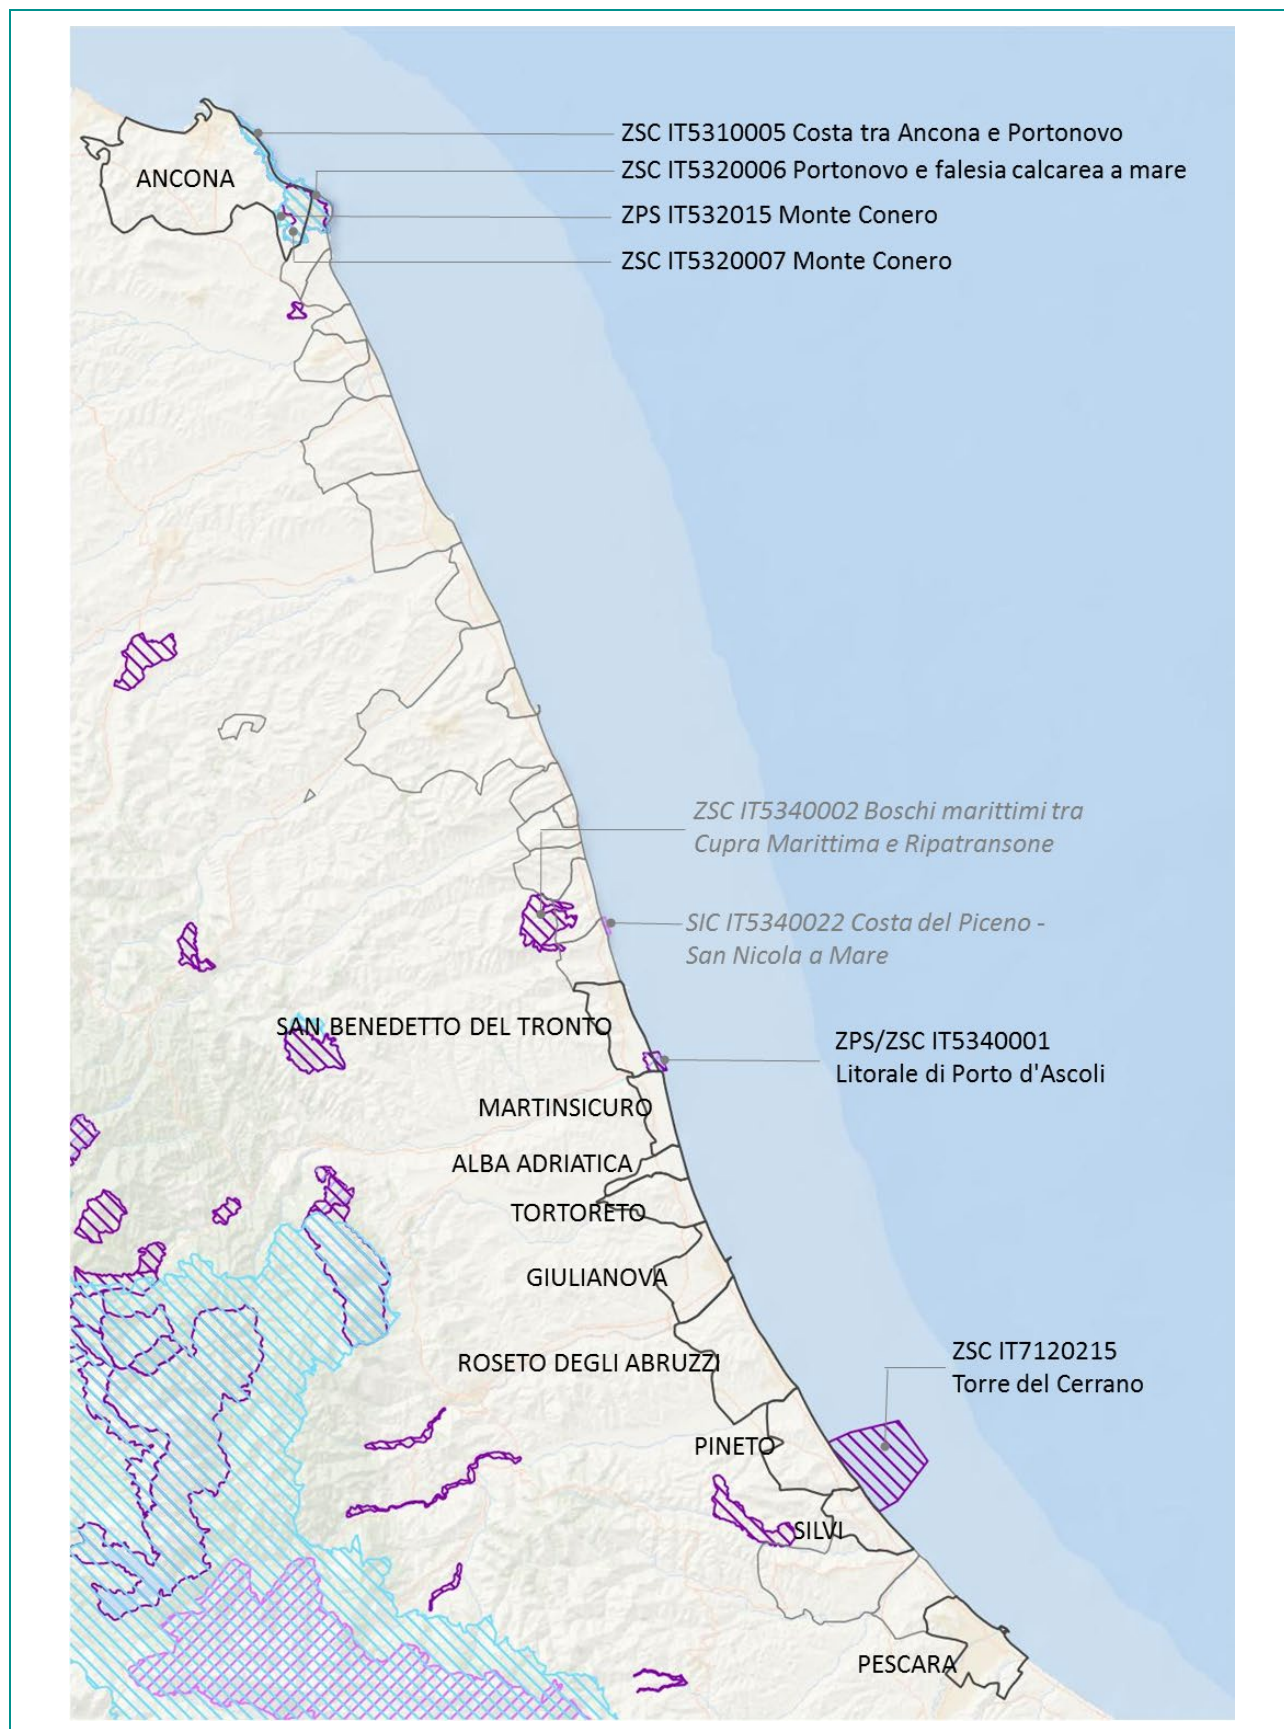 ZSC IT5310005 Costa tra Ancona e Portonovo
ZSC IT5320006 Portonovo e falesia calcarea a mare
ANCONA
ZPS IT532015 Monte Conero
ZSC IT5320007 Monte Conero
ZSC IT5340002 Boschi marittimi tra
Cupra Marittima e Ripatransone
SIC IT5340022 Costa del Piceno -
San Nicola a Mare
SAN BENEDETTO DEL TRONTO
ZPS/ZSC IT5340001
Litorale di Porto d'Ascoli
MARTINSICURO
ALBA ADRIATICA
TORTORETO
GIULIANOVA
ROSETO DEGLI ABRUZZI
ZSC IT7120215
Torre del Cerrano
PINETO
SILVI
PESCARA